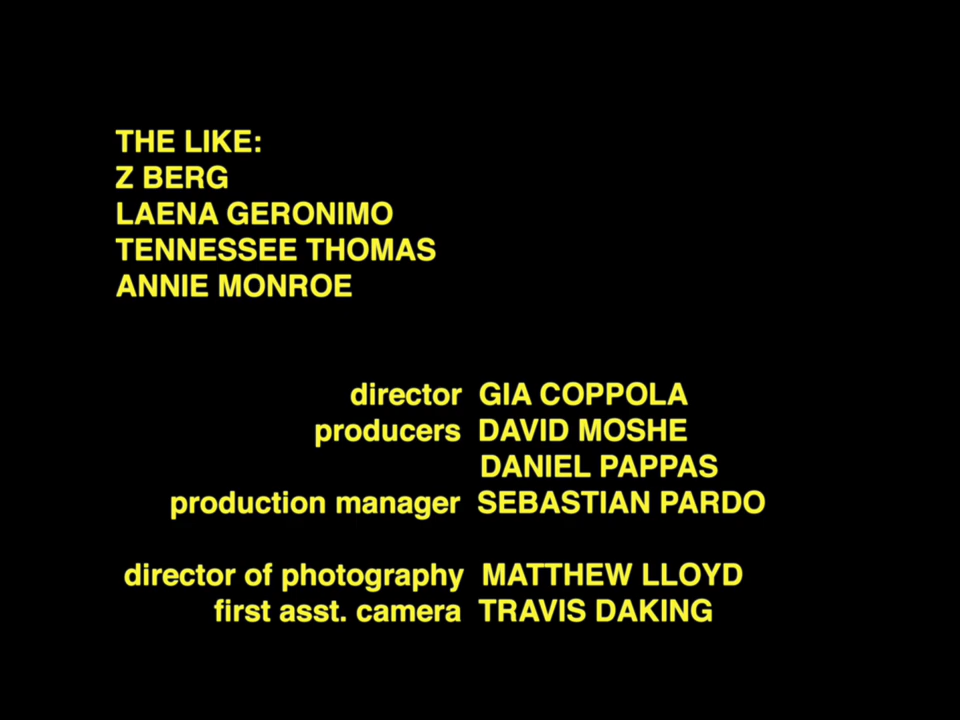 THE LIKE:
Z BERG
LAENA GERONIMO
TENNESSEE THOMAS
ANNIE MONROE
director GIA COPPOLA
producers DAVID MOSHE
DANIEL PAPPAS
production manager SEBASTIAN PARDO
director of photography MATTHEW LLOYD
first asst. camera TRAVIS DAKING